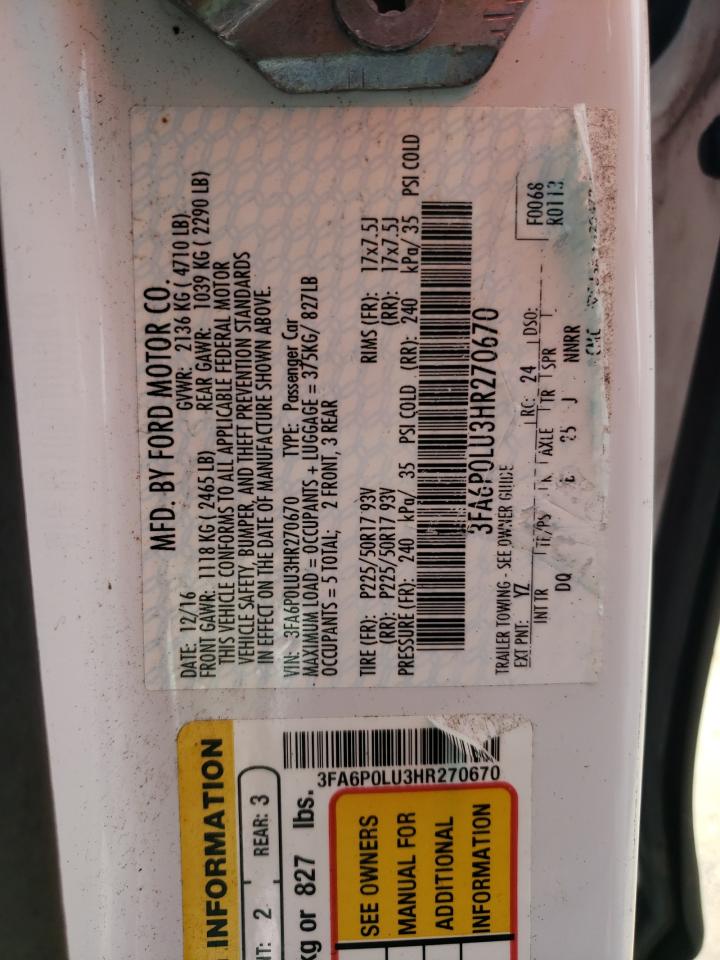 MFD. BY FORD MOTOR CO.
DATE: 12/16 GVWR: 2136 KG ( 4710 LB)
FRONT GAWR: 1118 KG ( 2465 LB) REAR GAWR: 1039 KG ( 2290 LB)
THIS VEHICLE CONFORMS TO ALL APPLICABLE FEDERAL MOTOR
VEHICLE SAFETY, BUMPER, AND THEFT PREVENTION STANDARDS
IN EFFECT ON THE DATE OF MANUFACTURE SHOWN ABOVE.
VIN: 3FA6P0LU3HR270670 TYPE: Passenger Car
MAXIMUM LOAD = OCCUPANTS + LUGGAGE = 375KG/ 827LB
OCCUPANTS = 5 TOTAL; 2 FRONT, 3 REAR
TIRE (FR): P225/50R17 93V RIMS (FR): 17x7.5J
(RR): P225/50R17 93V (RR): 17x7.5J
PRESSURE (FR): 240 kPa/ 35 PSI COLD (RR): 240 kPa/ 35 PSI COLD
3FA6P0LU3HR270670
TRAILER TOWING - SEE OWNER GUIDE
F0068
R0113
EXT PNT: YZ RC: 24 DSO:
INT TR TP/PS R AXLE TR SPR
DQ J NNRR
INFORMATION
3FA6P0LU3HR270670
NT: 2 REAR: 3
kg or 827 lbs.
SEE OWNERS
MANUAL FOR
ADDITIONAL
INFORMATION